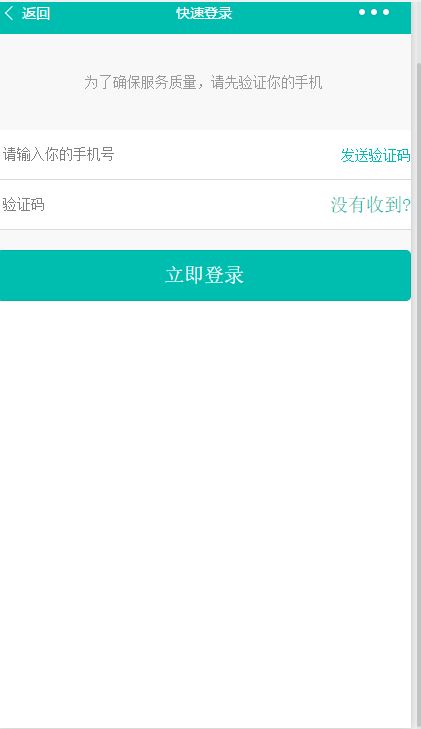 返回 快速登录
为了确保服务质量，请先验证你的手机
请输入你的手机号 发送验证码
验证码 没有收到?
立即登录